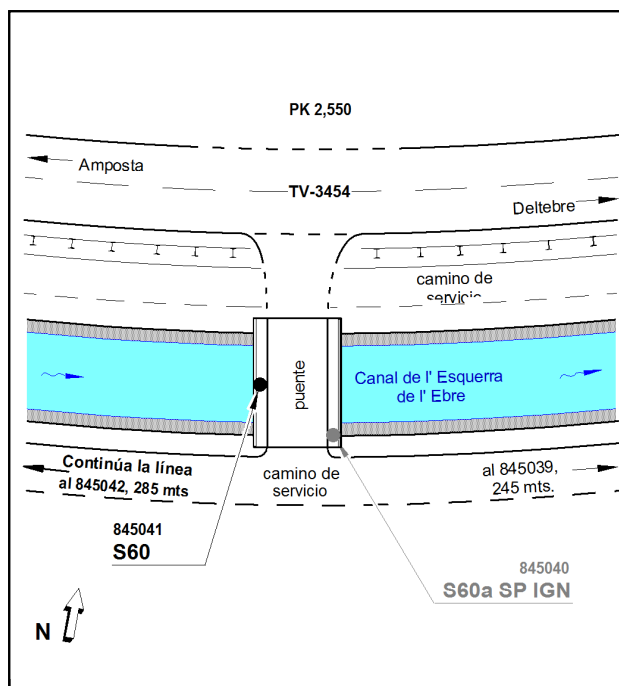 PK 2,550
Amposta
TV-3454
Deltebre
camino de
servicio
puente
Canal de l' Esquerra
de l' Ebre
Continúa la línea
al 845042, 285 mts
camino de
servicio
al 845039,
245 mts.
845041
S60
845040
S60a SP IGN
N